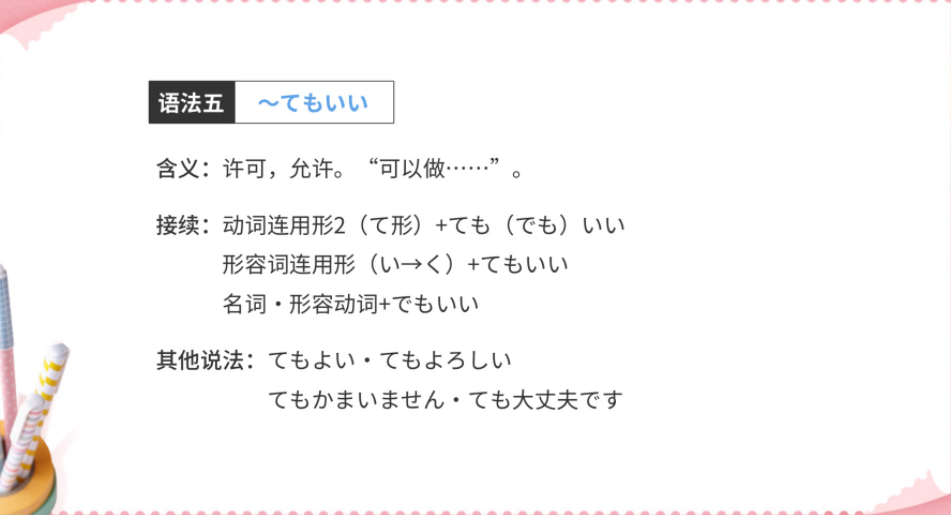 语法五 ～てもいい
含义：许可，允许。“可以做……”。
接续：动词连用形2（て形）+ても（でも）いい
形容词连用形（い→く）+てもいい
名词・形容动词+でもいい
其他说法：てもよい・てもよろしい
てもかまいません・ても大丈夫です